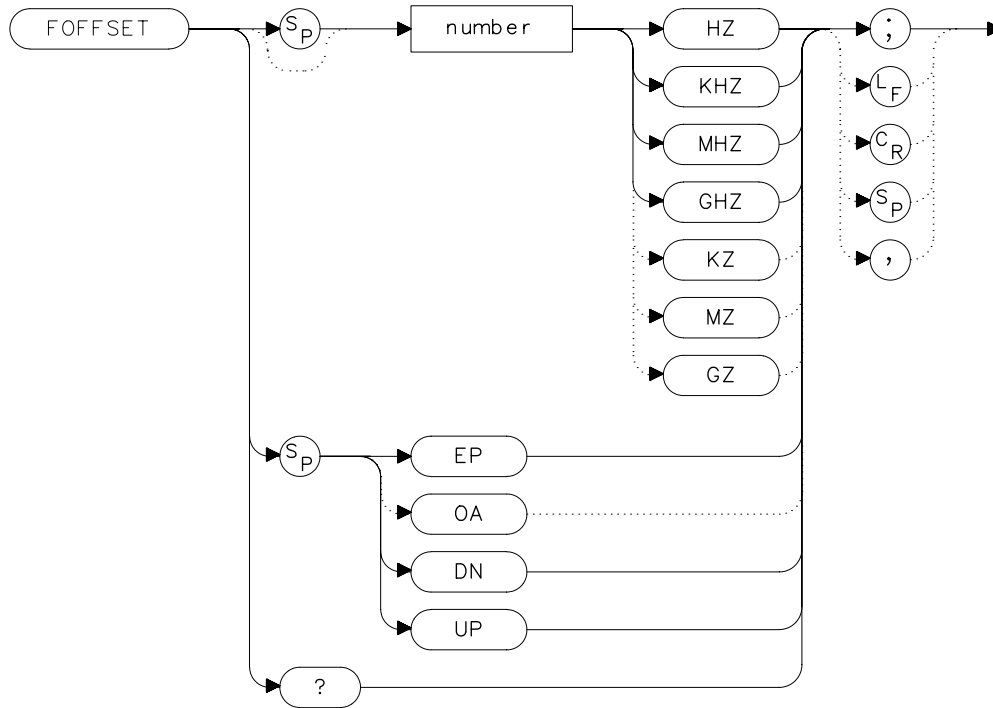 FOFFSET SP number HZ ;
KHZ LF
MHZ CR
GHZ SP
KZ ,
MZ
GZ
SP EP
OA
DN
UP
?